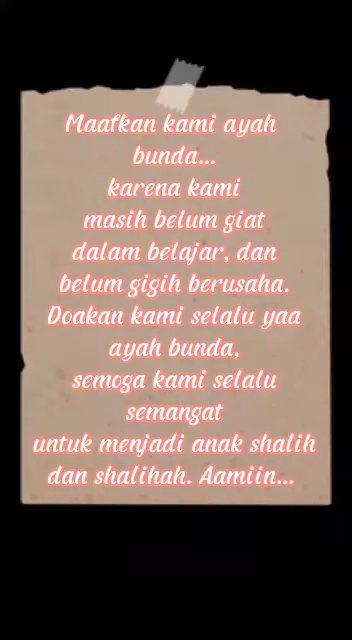 Maafkan kami ayah
bunda...
karena kami
masih belum giat
dalam belajar, dan
belum gigih berusaha.
Doakan kami selalu yaa
ayah bunda,
semoga kami selalu
semangat
untuk menjadi anak shalih
dan shalihah. Aamiin...